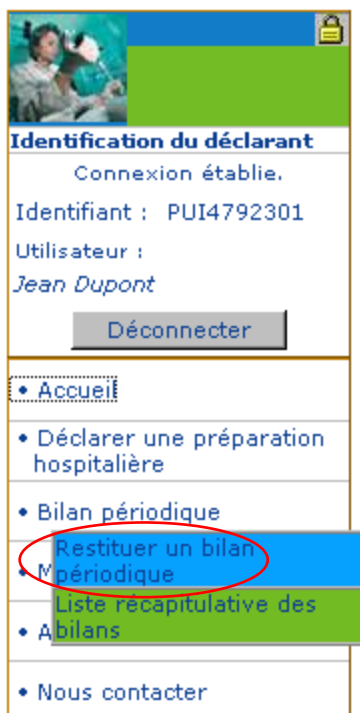 Identification du déclarant
Connexion établie.
Identifiant : PUI4792301
Utilisateur :
Jean Dupont
Déconnecter
• Accueil
• Déclarer une préparation
hospitalière
• Bilan périodique
Restituer un bilan
périodique
• M
Liste récapitulative des
bilans
• A
• Nous contacter